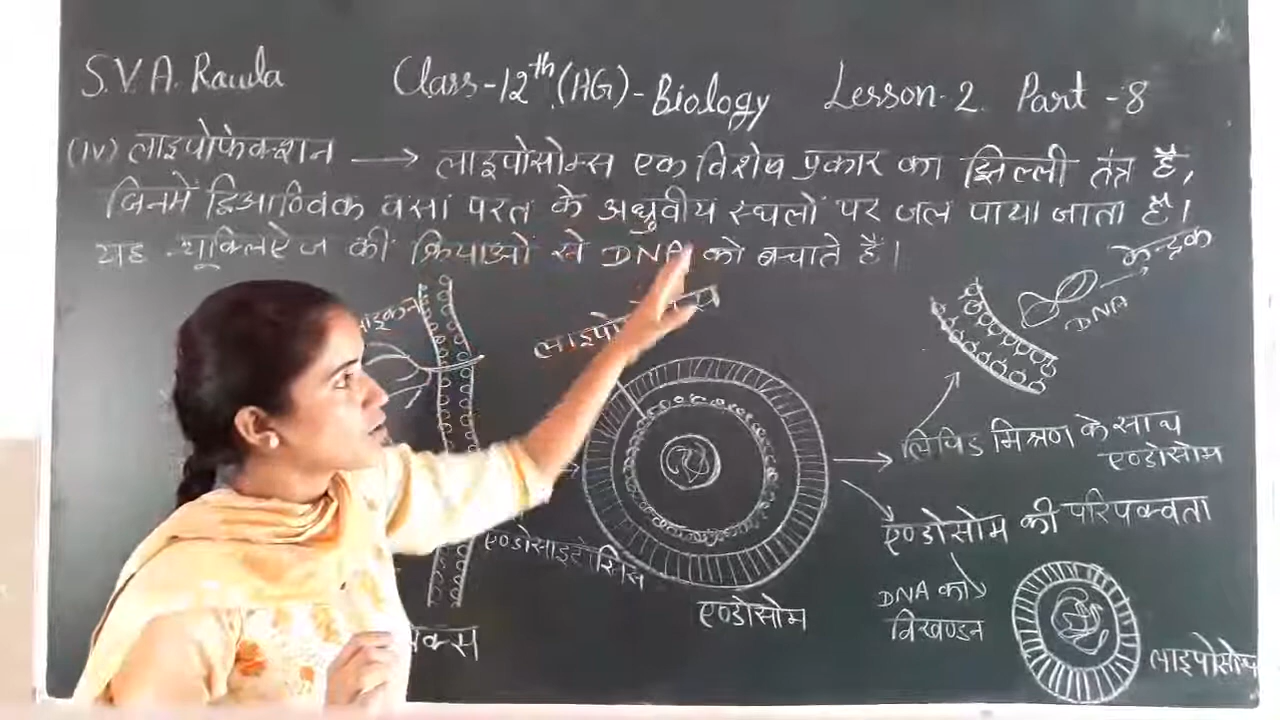 S.V.A. Rawla Class-12th (AG)-Biology Lesson-2. Part-8
(iv) लाइपोफेक्शन → लाइपोसोम्स एक विशेष प्रकार का झिल्ली तंत्र है,
जिनमें द्विआण्विक वसा परत के अध्रुवीय स्थलों पर जल पाया जाता है।
यह न्यूक्लिऐज की क्रियाओं से DNA को बचाते हैं।
केन्द्रक
DNA
लिपिड मिश्रण के साथ
एण्डोसोम
एण्डोसोम की परिपक्वता
एण्डोसाइटोसिस
DNA का
विखण्डन
एण्डोसोम
लाइपोसोम